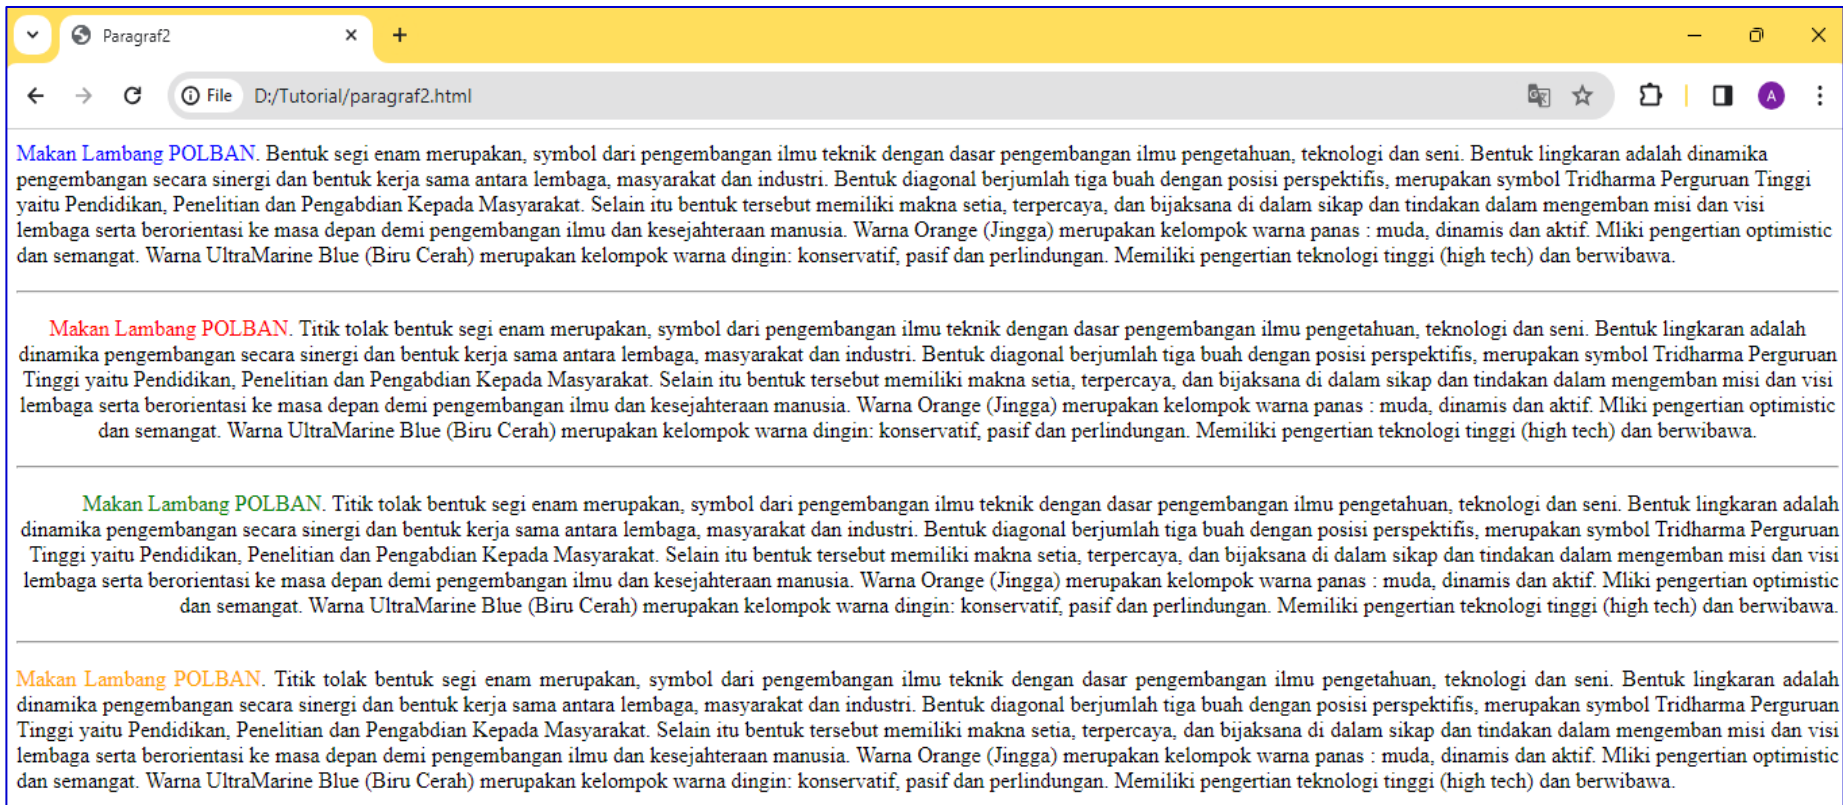 Paragraf2
File D:/Tutorial/paragraf2.html
A
Makan Lambang POLBAN. Bentuk segi enam merupakan, symbol dari pengembangan ilmu teknik dengan dasar pengembangan ilmu pengetahuan, teknologi dan seni. Bentuk lingkaran adalah dinamika
pengembangan secara sinergi dan bentuk kerja sama antara lembaga, masyarakat dan industri. Bentuk diagonal berjumlah tiga buah dengan posisi perspektifis, merupakan symbol Tridharma Perguruan Tinggi
yaitu Pendidikan, Penelitian dan Pengabdian Kepada Masyarakat. Selain itu bentuk tersebut memiliki makna setia, terpercaya, dan bijaksana di dalam sikap dan tindakan dalam mengemban misi dan visi
lembaga serta berorientasi ke masa depan demi pengembangan ilmu dan kesejahteraan manusia. Warna Orange (Jingga) merupakan kelompok warna panas : muda, dinamis dan aktif. Mliki pengertian optimistic
dan semangat. Warna UltraMarine Blue (Biru Cerah) merupakan kelompok warna dingin: konservatif, pasif dan perlindungan. Memiliki pengertian teknologi tinggi (high tech) dan berwibawa.
Makan Lambang POLBAN. Titik tolak bentuk segi enam merupakan, symbol dari pengembangan ilmu teknik dengan dasar pengembangan ilmu pengetahuan, teknologi dan seni. Bentuk lingkaran adalah
dinamika pengembangan secara sinergi dan bentuk kerja sama antara lembaga, masyarakat dan industri. Bentuk diagonal berjumlah tiga buah dengan posisi perspektifis, merupakan symbol Tridharma Perguruan
Tinggi yaitu Pendidikan, Penelitian dan Pengabdian Kepada Masyarakat. Selain itu bentuk tersebut memiliki makna setia, terpercaya, dan bijaksana di dalam sikap dan tindakan dalam mengemban misi dan visi
lembaga serta berorientasi ke masa depan demi pengembangan ilmu dan kesejahteraan manusia. Warna Orange (Jingga) merupakan kelompok warna panas : muda, dinamis dan aktif. Mliki pengertian optimistic
dan semangat. Warna UltraMarine Blue (Biru Cerah) merupakan kelompok warna dingin: konservatif, pasif dan perlindungan. Memiliki pengertian teknologi tinggi (high tech) dan berwibawa.
Makan Lambang POLBAN. Titik tolak bentuk segi enam merupakan, symbol dari pengembangan ilmu teknik dengan dasar pengembangan ilmu pengetahuan, teknologi dan seni. Bentuk lingkaran adalah
dinamika pengembangan secara sinergi dan bentuk kerja sama antara lembaga, masyarakat dan industri. Bentuk diagonal berjumlah tiga buah dengan posisi perspektifis, merupakan symbol Tridharma Perguruan
Tinggi yaitu Pendidikan, Penelitian dan Pengabdian Kepada Masyarakat. Selain itu bentuk tersebut memiliki makna setia, terpercaya, dan bijaksana di dalam sikap dan tindakan dalam mengemban misi dan visi
lembaga serta berorientasi ke masa depan demi pengembangan ilmu dan kesejahteraan manusia. Warna Orange (Jingga) merupakan kelompok warna panas : muda, dinamis dan aktif. Mliki pengertian optimistic
dan semangat. Warna UltraMarine Blue (Biru Cerah) merupakan kelompok warna dingin: konservatif, pasif dan perlindungan. Memiliki pengertian teknologi tinggi (high tech) dan berwibawa.
Makan Lambang POLBAN. Titik tolak bentuk segi enam merupakan, symbol dari pengembangan ilmu teknik dengan dasar pengembangan ilmu pengetahuan, teknologi dan seni. Bentuk lingkaran adalah
dinamika pengembangan secara sinergi dan bentuk kerja sama antara lembaga, masyarakat dan industri. Bentuk diagonal berjumlah tiga buah dengan posisi perspektifis, merupakan symbol Tridharma Perguruan
Tinggi yaitu Pendidikan, Penelitian dan Pengabdian Kepada Masyarakat. Selain itu bentuk tersebut memiliki makna setia, terpercaya, dan bijaksana di dalam sikap dan tindakan dalam mengemban misi dan visi
lembaga serta berorientasi ke masa depan demi pengembangan ilmu dan kesejahteraan manusia. Warna Orange (Jingga) merupakan kelompok warna panas : muda, dinamis dan aktif. Mliki pengertian optimistic
dan semangat. Warna UltraMarine Blue (Biru Cerah) merupakan kelompok warna dingin: konservatif, pasif dan perlindungan. Memiliki pengertian teknologi tinggi (high tech) dan berwibawa.